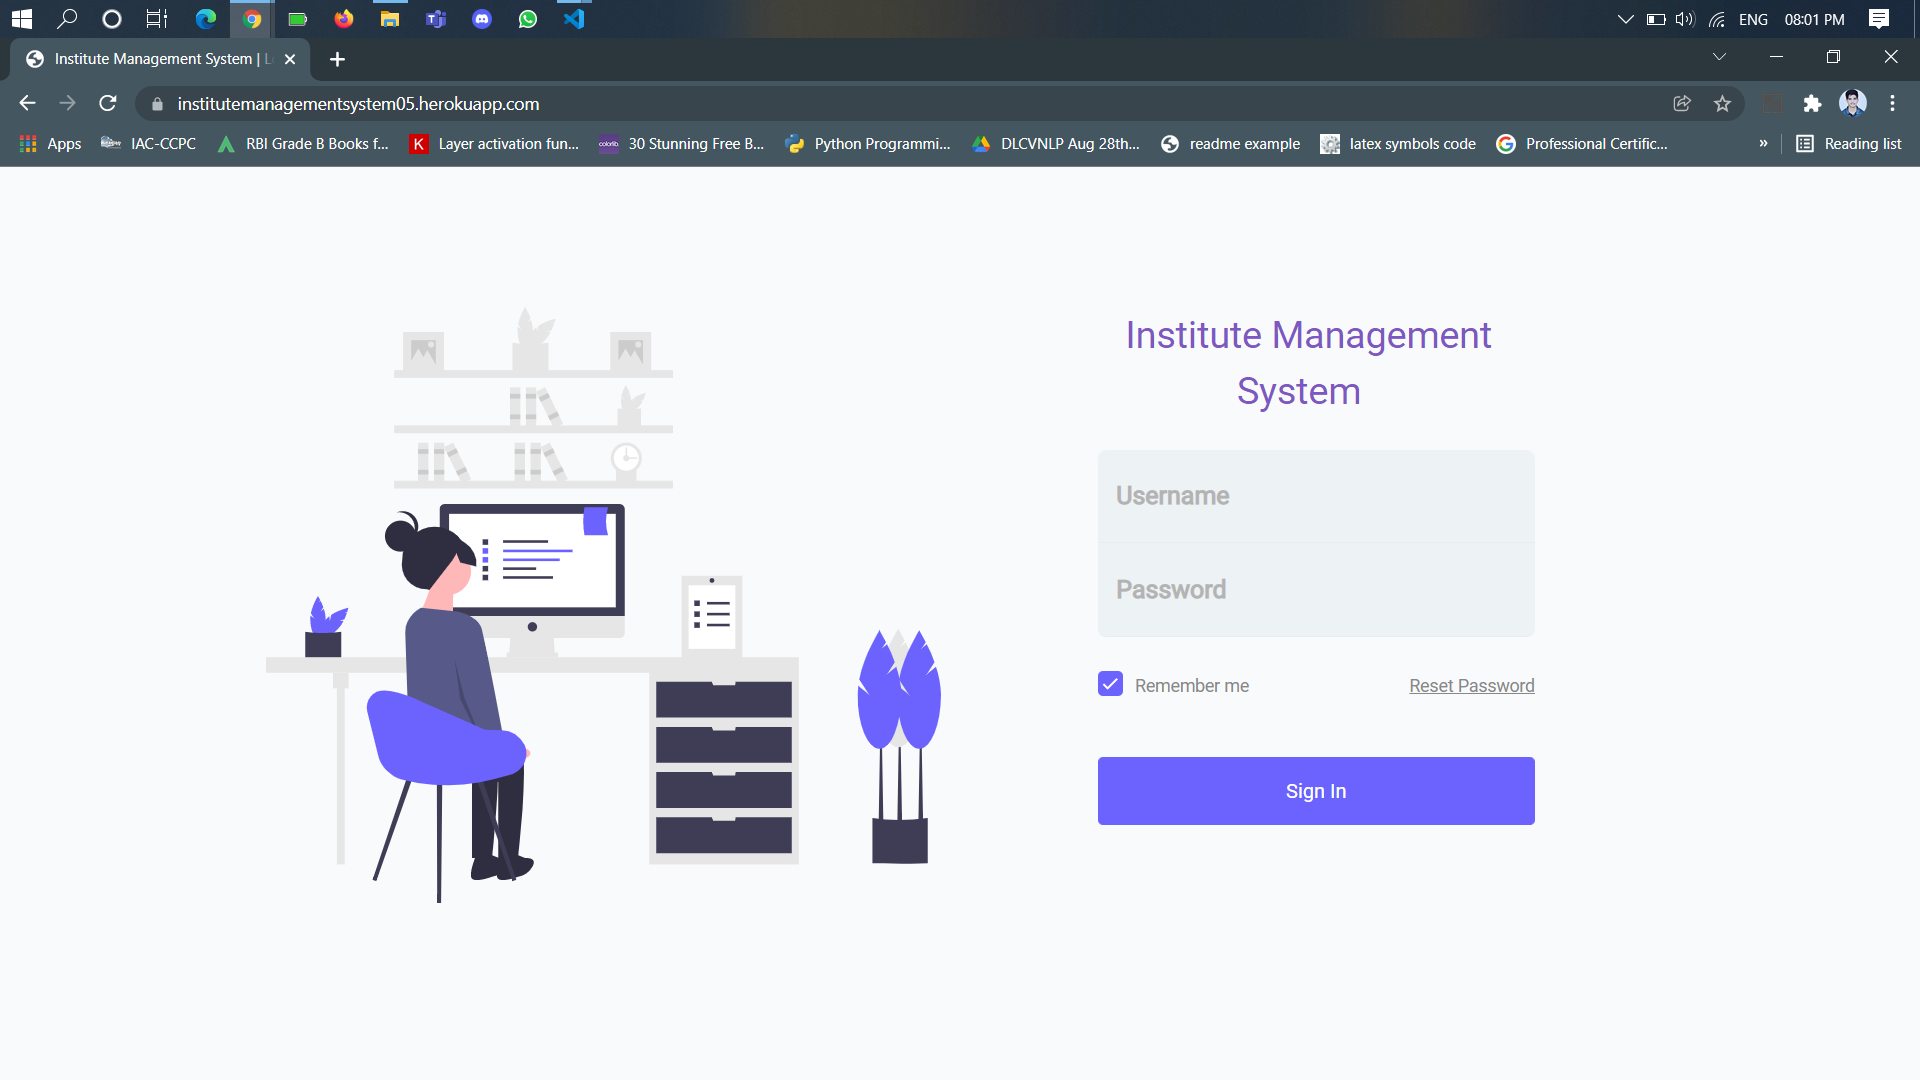 ENG 08:01 PM
Institute Management System |
institutemanagementsystem05.herokuapp.com
Apps IAC-CCPC RBI Grade B Books f... K Layer activation fun... colorlib 30 Stunning Free B... Python Programmi... DLCVNLP Aug 28th... readme example latex symbols code Professional Certific... » Reading list
Institute Management
System
Username
Password
Remember me Reset Password
Sign In